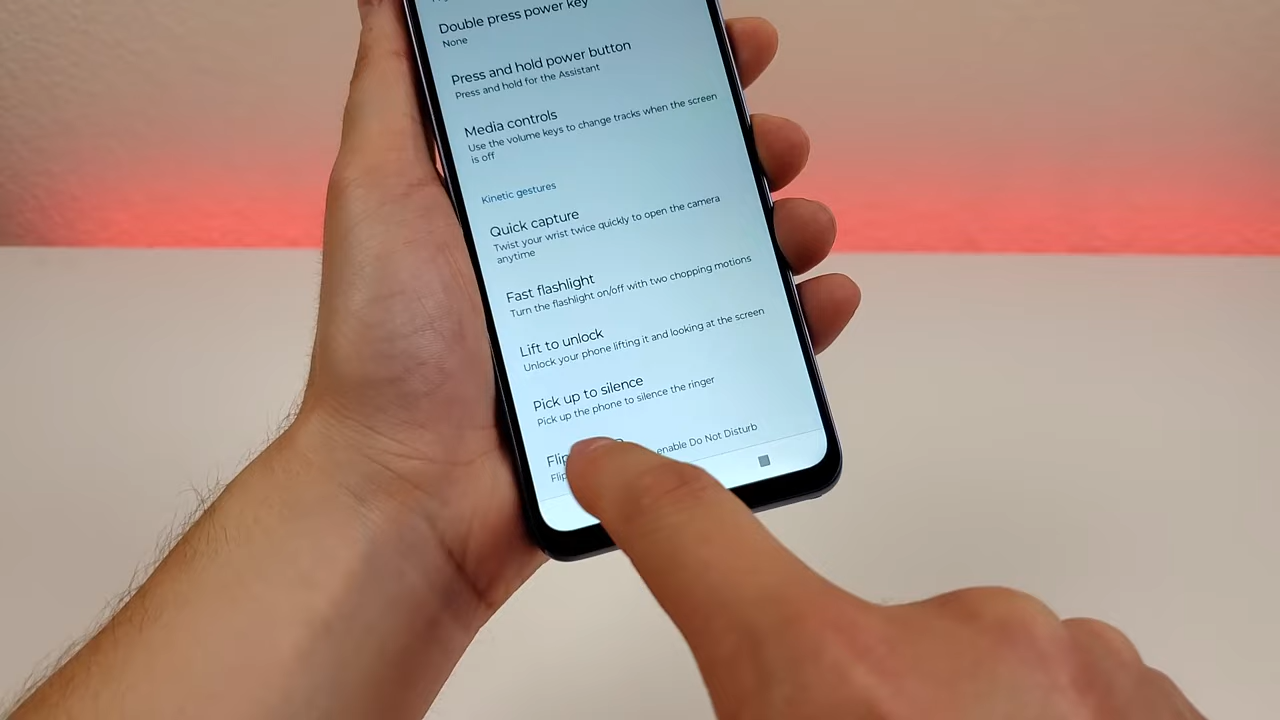 Double press power key
None
Press and hold power button
Press and hold for the Assistant
Media controls
Use the volume keys to change tracks when the screen
is off
Kinetic gestures
Quick capture
Twist your wrist twice quickly to open the camera
anytime
Fast flashlight
Turn the flashlight on/off with two chopping motions
Lift to unlock
Unlock your phone lifting it and looking at the screen
Pick up to silence
Pick up the phone to silence the ringer
Flip
Flip enable Do Not Disturb